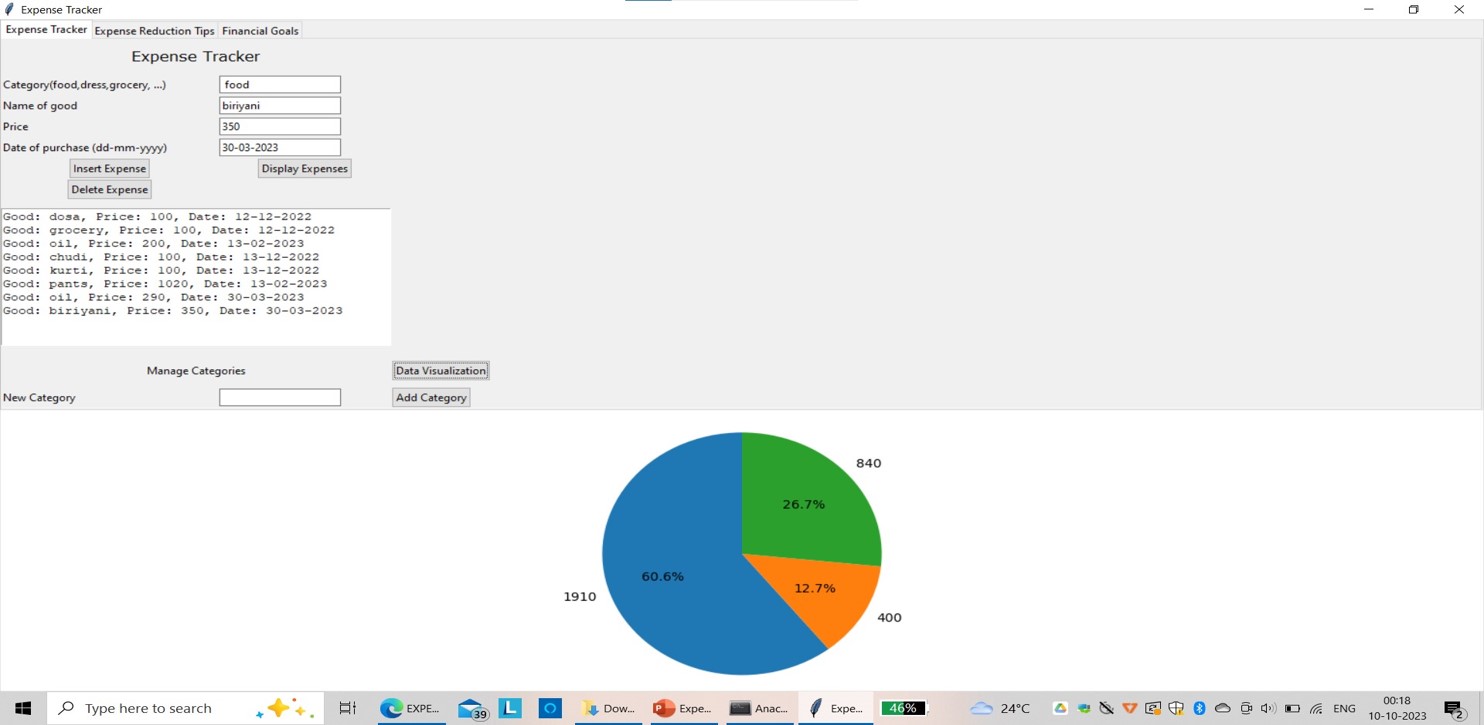 Expense Tracker
Expense Tracker Expense Reduction Tips Financial Goals
Expense Tracker
Category(food,dress,grocery, ...) food
Name of good biriyani
Price 350
Date of purchase (dd-mm-yyyy) 30-03-2023
Insert Expense Display Expenses
Delete Expense
Good: dosa, Price: 100, Date: 12-12-2022
Good: grocery, Price: 100, Date: 12-12-2022
Good: oil, Price: 200, Date: 13-02-2023
Good: chudi, Price: 100, Date: 13-12-2022
Good: kurti, Price: 100, Date: 13-12-2022
Good: pants, Price: 1020, Date: 13-02-2023
Good: oil, Price: 290, Date: 30-03-2023
Good: biriyani, Price: 350, Date: 30-03-2023
Manage Categories Data Visualization
New Category Add Category
840
26.7%
60.6%
12.7%
1910
400
Type here to search EXPE... 39 L Dow... Expe... Anac... Expe... 46% 24°C ENG 00:18
10-10-2023 2